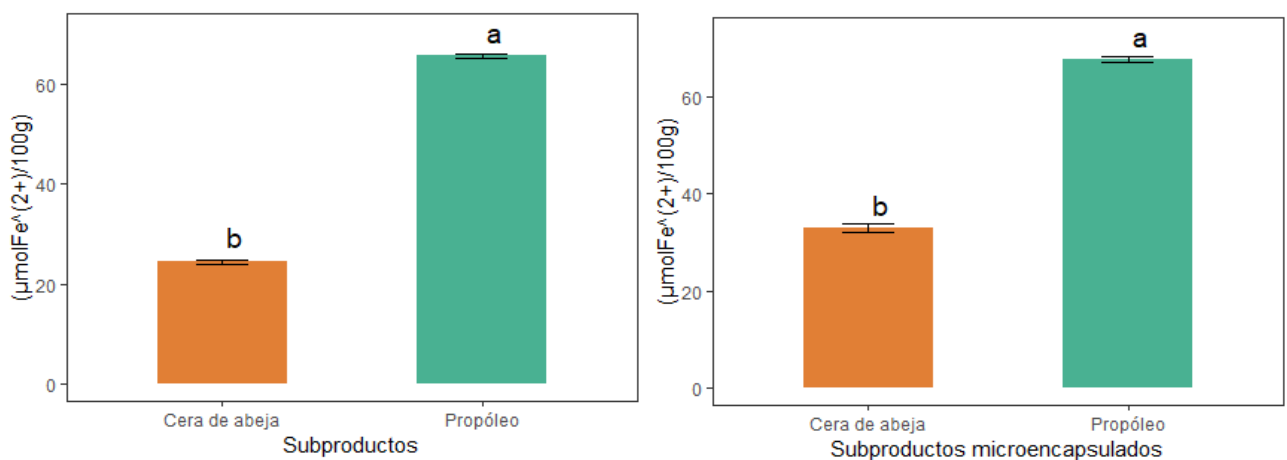 (µmolFe^(2+)/100g)
60
40
20
0
a
b
Cera de abeja
Propóleo
Subproductos
(µmolFe^(2+)/100g)
60
40
20
0
a
b
Cera de abeja
Propóleo
Subproductos microencapsulados